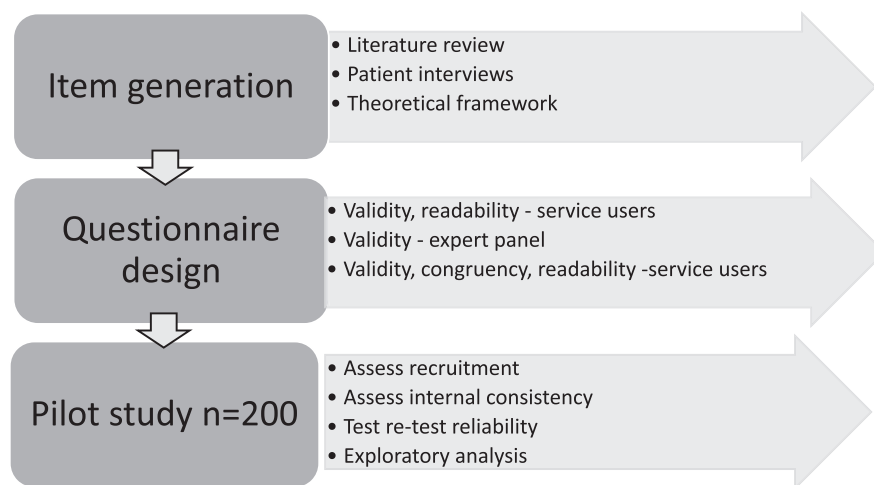 Item generation
• Literature review
• Patient interviews
• Theoretical framework
Questionnaire
design
• Validity, readability - service users
• Validity - expert panel
• Validity, congruency, readability -service users
Pilot study n=200
• Assess recruitment
• Assess internal consistency
• Test re-test reliability
• Exploratory analysis